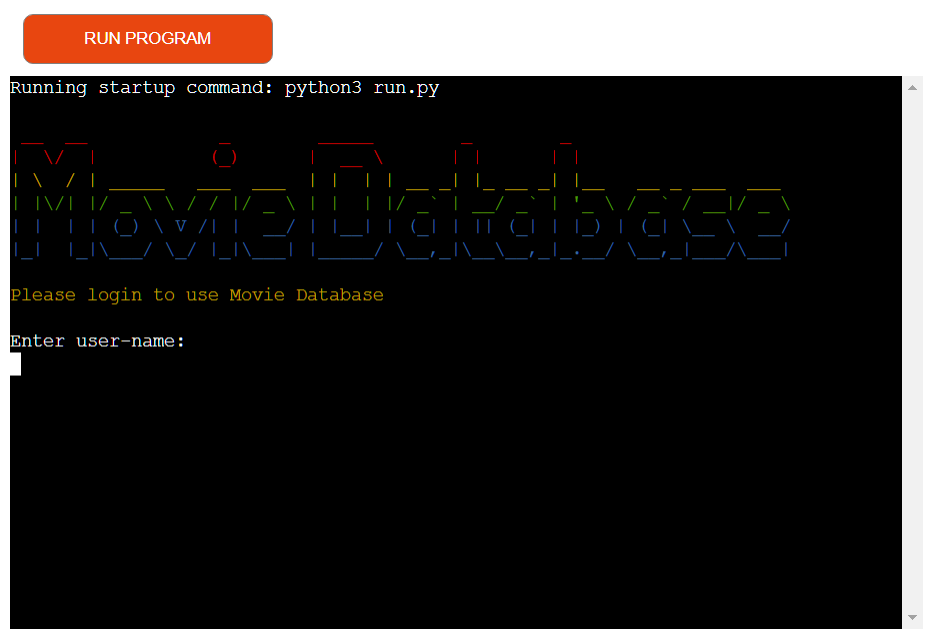 RUN PROGRAM
Running startup command: python3 run.py
Movie Database
Please login to use Movie Database
Enter user-name: